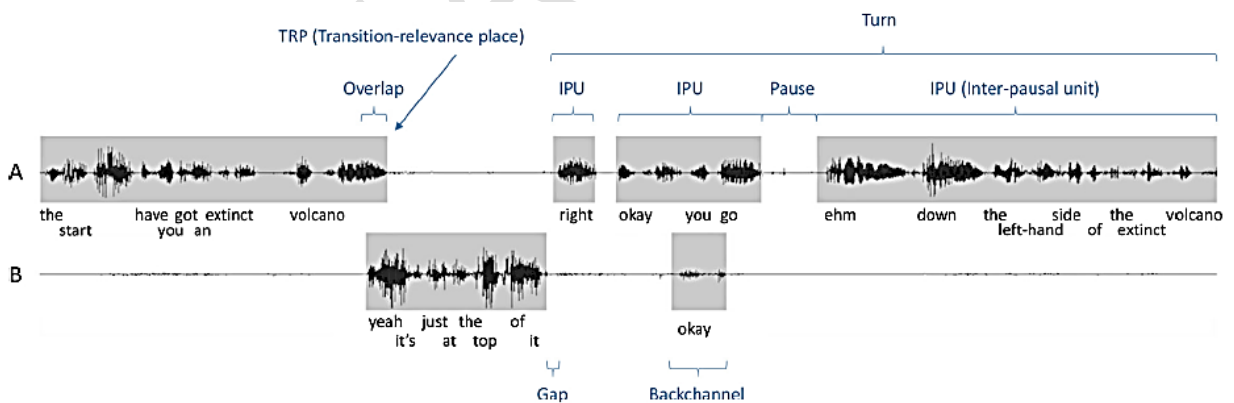 Turn
TRP (Transition-relevance place)
Overlap IPU IPU Pause IPU (Inter-pausal unit)
A
the have got extinct volcano right okay you go ehm down the side the volcano
start you an left-hand of extinct
B
yeah just the of okay
it's at top it
Gap Backchannel